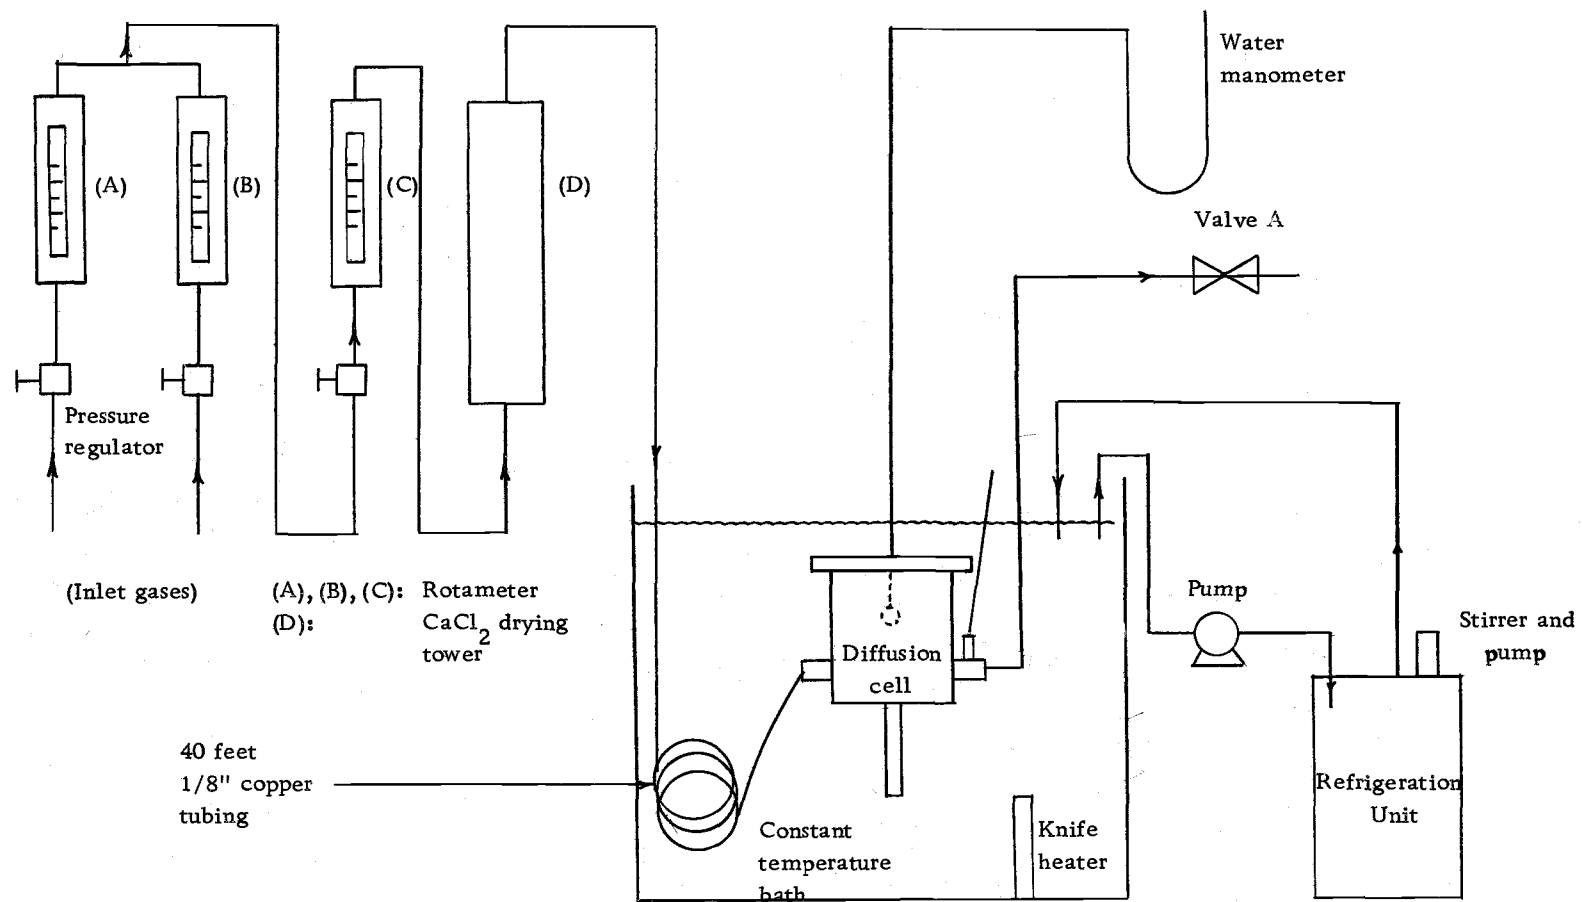 Water
manometer
(A)
(B)
(C)
(D)
Valve A
Pressure
regulator
(Inlet gases)
(A), (B), (C): Rotameter
(D): CaCl2 drying
tower
Pump
Stirrer and
pump
Diffusion
cell
40 feet
1/8" copper
tubing
Refrigeration
Unit
Constant
temperature
bath
Knife
heater